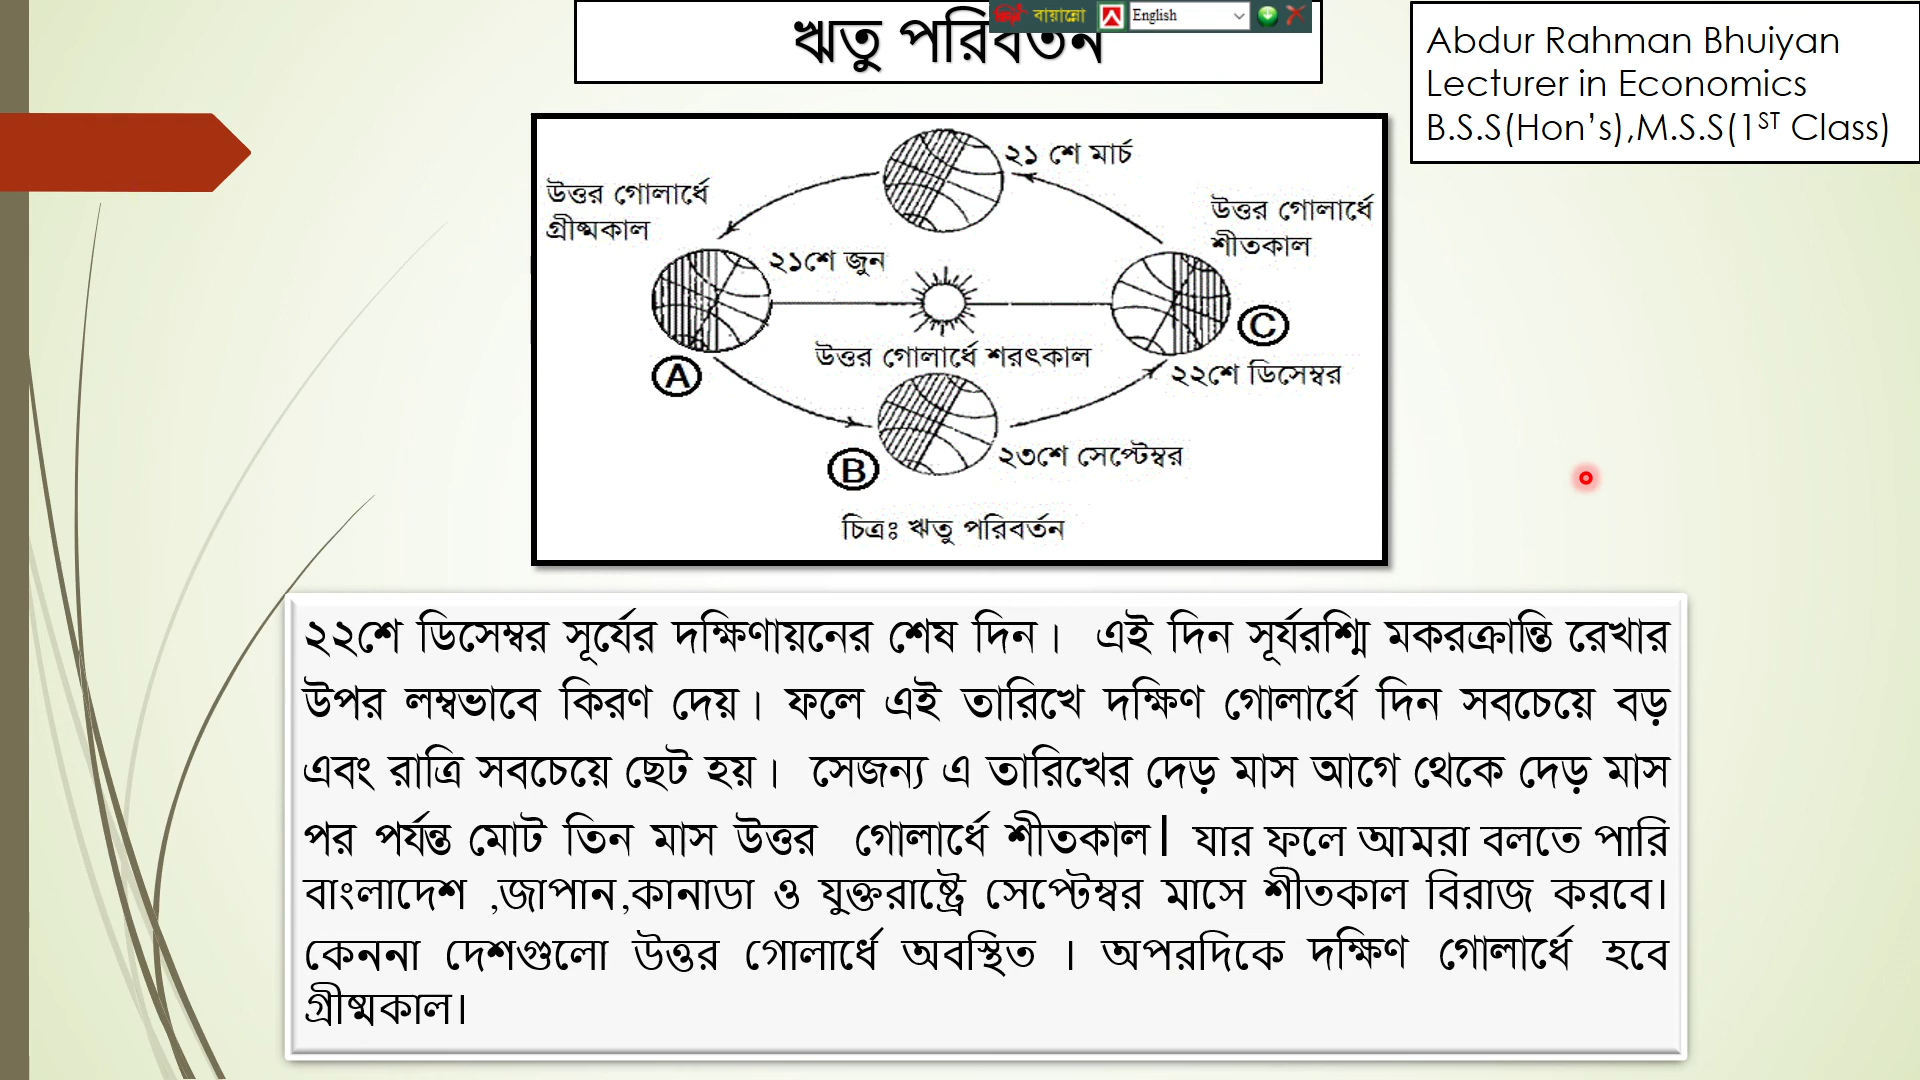 ঋতু পরিবর্তন
বায়ান্নো English
Abdur Rahman Bhuiyan
Lecturer in Economics
B.S.S(Hon's),M.S.S(1ST Class)
২১ শে মার্চ
উত্তর গোলার্ধে
গ্রীষ্মকাল
উত্তর গোলার্ধে
শীতকাল
২১শে জুন
C
উত্তর গোলার্ধে শরৎকাল
A
২২শে ডিসেম্বর
২৩শে সেপ্টেম্বর
B
চিত্রঃ ঋতু পরিবর্তন
২২শে ডিসেম্বর সূর্যের দক্ষিণায়নের শেষ দিন। এই দিন সূর্যরশ্মি মকরক্রান্তি রেখার
উপর লম্বভাবে কিরণ দেয়। ফলে এই তারিখে দক্ষিণ গোলার্ধে দিন সবচেয়ে বড়
এবং রাত্রি সবচেয়ে ছেট হয়। সেজন্য এ তারিখের দেড় মাস আগে থেকে দেড় মাস
পর পর্যন্ত মোট তিন মাস উত্তর গোলার্ধে শীতকাল| যার ফলে আমরা বলতে পারি
বাংলাদেশ ,জাপান,কানাডা ও যুক্তরাষ্ট্রে সেপ্টেম্বর মাসে শীতকাল বিরাজ করবে।
কেননা দেশগুলো উত্তর গোলার্ধে অবস্থিত । অপরদিকে দক্ষিণ গোলার্ধে হবে
গ্রীষ্মকাল।